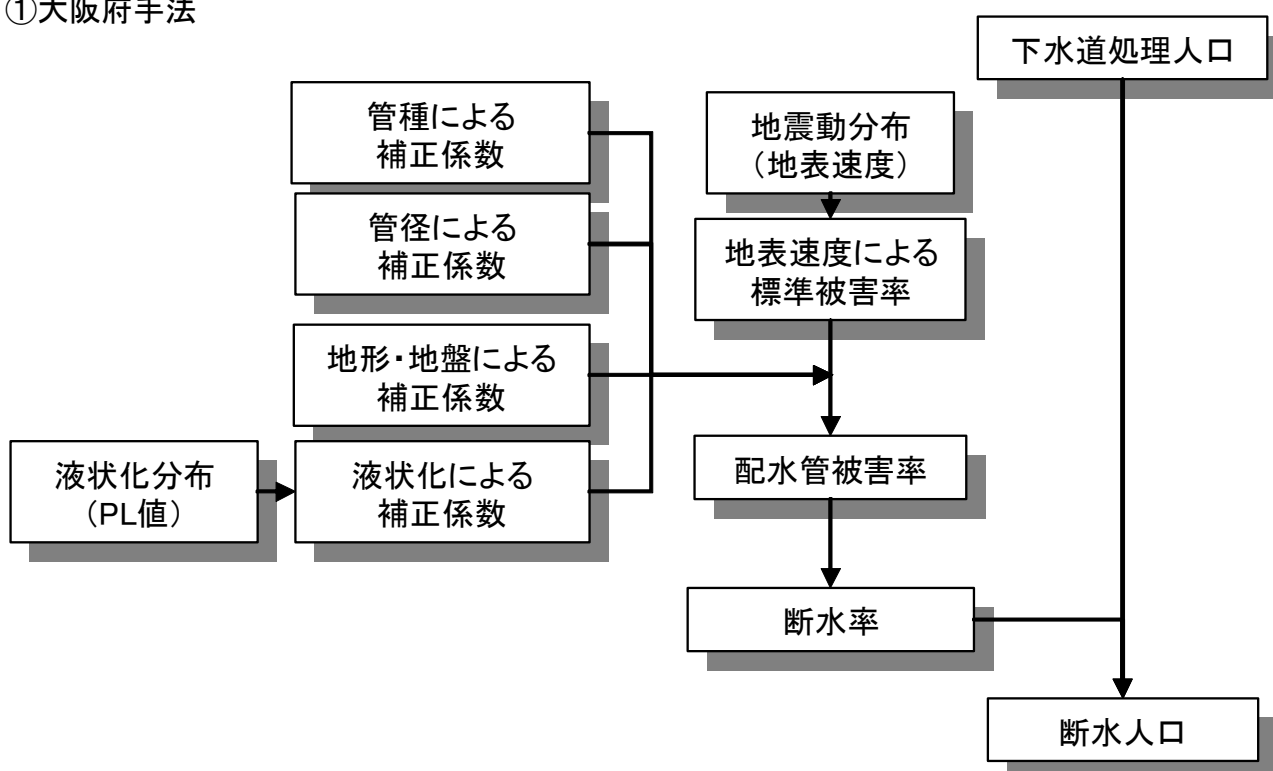 ①大阪府手法
下水道処理人口
管種による
補正係数
地震動分布
（地表速度）
管径による
補正係数
地表速度による
標準被害率
地形・地盤による
補正係数
液状化分布
（PL値）
液状化による
補正係数
配水管被害率
断水率
断水人口